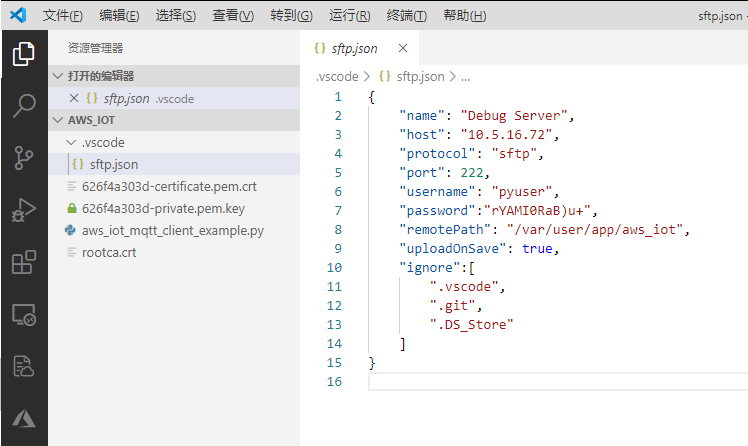 文件(F) 编辑(E) 选择(S) 查看(V) 转到(G) 运行(R) 终端(T) 帮助(H) sftp.json
资源管理器
打开的编辑器
sftp.json .vscode
AWS_IOT
.vscode
sftp.json
626f4a303d-certificate.pem.crt
626f4a303d-private.pem.key
aws_iot_mqtt_client_example.py
rootca.crt
{} sftp.json
.vscode > {} sftp.json > ...
1 {
2 "name": "Debug Server",
3 "host": "10.5.16.72",
4 "protocol": "sftp",
5 "port": 222,
6 "username": "pyuser",
7 "password":"rYAMI0RaB)u+",
8 "remotePath": "/var/user/app/aws_iot",
9 "uploadOnSave": true,
10 "ignore":[
11 ".vscode",
12 ".git",
13 ".DS_Store"
14 ]
15 }
16